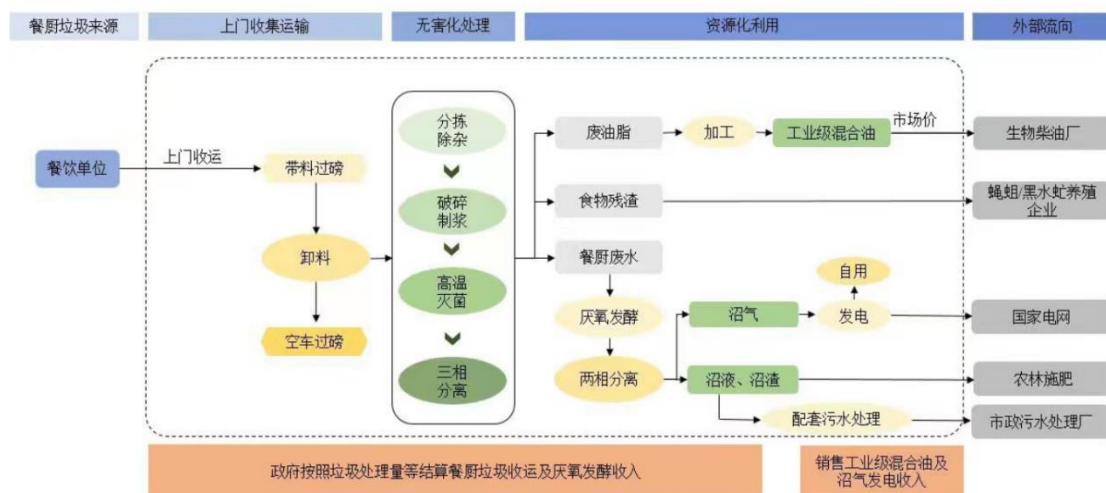 餐厨垃圾来源
上门收集运输
无害化处理
资源化利用
外部流向
餐饮单位
上门收运
带料过磅
卸料
空车过磅
分拣
除杂
破碎
制浆
高温
灭菌
三相
分离
废油脂
加工
工业级混合油
市场价
生物柴油厂
食物残渣
蝇蛆/黑水虻养殖
企业
餐厨废水
厌氧发酵
两相分离
沼气
自用
发电
国家电网
沼液、沼渣
农林施肥
配套污水处理
市政污水处理厂
政府按照垃圾处理量等结算餐厨垃圾收运及厌氧发酵收入
销售工业级混合油及
沼气发电收入